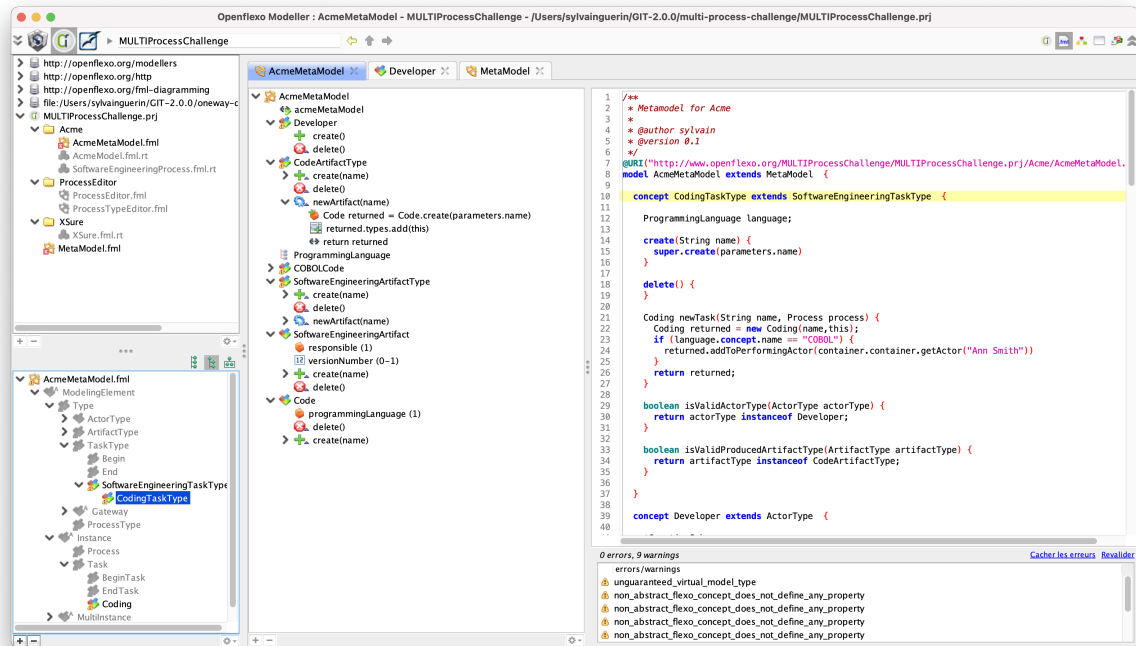 Openflexo Modeller : AcmeMetaModel - MULTIProcessChallenge - /Users/sylvainguerin/GIT-2.0.0/multi-process-challenge/MULTIProcessChallenge.prj
MULTIProcessChallenge
http://openflexo.org/modellers
http://openflexo.org/http
http://openflexo.org/fml-diagramming
file:/Users/sylvainguerin/GIT-2.0.0/oneway-c
MULTIProcessChallenge.prj
Acme
AcmeMetaModel.fml
AcmeModel.fml.rt
SoftwareEngineeringProcess.fml.rt
ProcessEditor
ProcessEditor.fml
ProcessTypeEditor.fml
XSure
XSure.fml.rt
MetaModel.fml
AcmeMetaModel.fml
ModelingElement
Type
ActorType
ArtifactType
TaskType
Begin
End
SoftwareEngineeringTaskType
CodingTaskType
Gateway
ProcessType
Instance
Process
Task
BeginTask
EndTask
Coding
MultiInstance
AcmeMetaModel
Developer
MetaModel
AcmeMetaModel
acmeMetaModel
Developer
create()
delete()
CodeArtifactType
create(name)
delete()
newArtifact(name)
Code returned = Code.create(parameters.name)
returned.types.add(this)
return returned
ProgrammingLanguage
COBOLCode
SoftwareEngineeringArtifactType
create(name)
delete()
newArtifact(name)
SoftwareEngineeringArtifact
responsible (1)
versionNumber (0-1)
create(name)
delete()
Code
programmingLanguage (1)
delete()
create(name)
1 /**
2 * Metamodel for Acme
3 *
4 * @author sylvain
5 * @version 0.1
6 */
7 @URI("http://www.openflexo.org/MULTIProcessChallenge/MULTIProcessChallenge.prj/Acme/AcmeMetaModel.
8 model AcmeMetaModel extends MetaModel {
9
10 concept CodingTaskType extends SoftwareEngineeringTaskType {
11
12 ProgrammingLanguage language;
13
14 create(String name) {
15 super.create(parameters.name)
16 }
17
18 delete() {
19 }
20
21 Coding newTask(String name, Process process) {
22 Coding returned = new Coding(name,this);
23 if (language.concept.name == "COBOL") {
24 returned.addToPerformingActor(container.container.getActor("Ann Smith"))
25 }
26 return returned;
27 }
28
29 boolean isValidActorType(ActorType actorType) {
30 return actorType instanceof Developer;
31 }
32
33 boolean isValidProducedArtifactType(ArtifactType artifactType) {
34 return artifactType instanceof CodeArtifactType;
35 }
36
37 }
38
39 concept Developer extends ActorType {
40
0 errors, 9 warnings
Cacher les erreurs Revalider
errors/warnings
unguaranteed_virtual_model_type
non_abstract_flexo_concept_does_not_define_any_property
non_abstract_flexo_concept_does_not_define_any_property
non_abstract_flexo_concept_does_not_define_any_property
non_abstract_flexo_concept_does_not_define_any_property